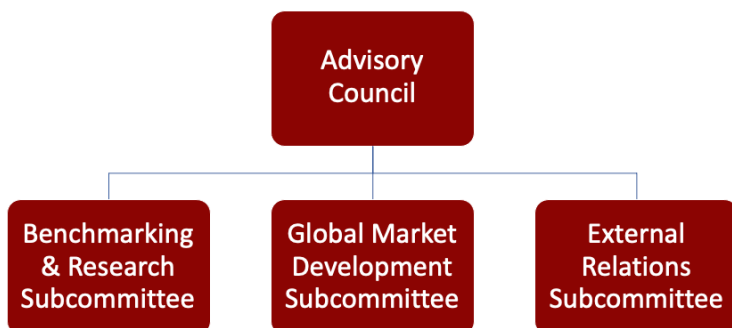 Advisory
Council
Benchmarking
& Research
Subcommittee
Global Market
Development
Subcommittee
External
Relations
Subcommittee